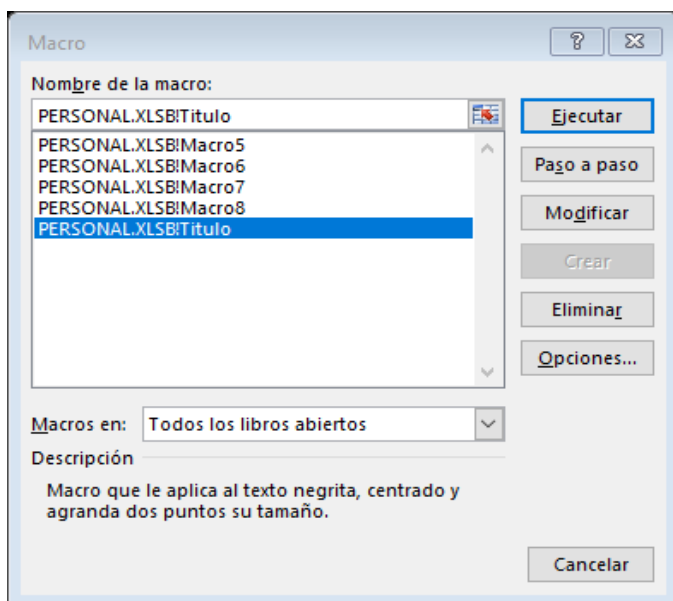 Macro
Nombre de la macro:
PERSONAL.XLSB!Titulo
Ejecutar
PERSONAL.XLSB!Macro5
PERSONAL.XLSB!Macro6
PERSONAL.XLSB!Macro7
PERSONAL.XLSB!Macro8
PERSONAL.XLSB!Titulo
Paso a paso
Modificar
Crear
Eliminar
Opciones...
Macros en: Todos los libros abiertos
Descripción
Macro que le aplica al texto negrita, centrado y
agranda dos puntos su tamaño.
Cancelar